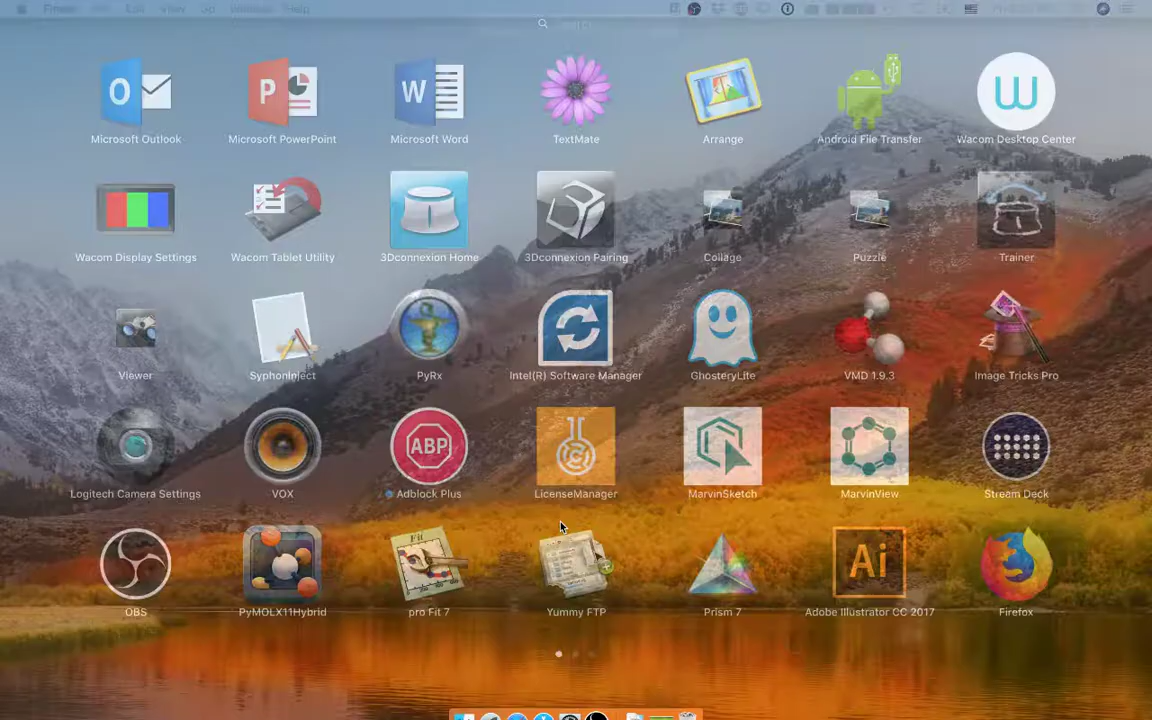 Microsoft Outlook Microsoft PowerPoint Microsoft Word TextMate Arrange Android File Transfer Wacom Desktop Center
Wacom Display Settings Wacom Tablet Utility 3Dconnexion Home 3Dconnexion Pairing Collage Puzzle Trainer
Viewer SyphonInject PyRx Intel(R) Software Manager GhosteryLite VMD 1.9.3 Image Tricks Pro
ABP
Logitech Camera Settings VOX Adblock Plus LicenseManager MarvinSketch MarvinView Stream Deck
Fit
Ai
OBS PyMOLX11Hybrid pro Fit 7 Yummy FTP Prism 7 Adobe Illustrator CC 2017 Firefox